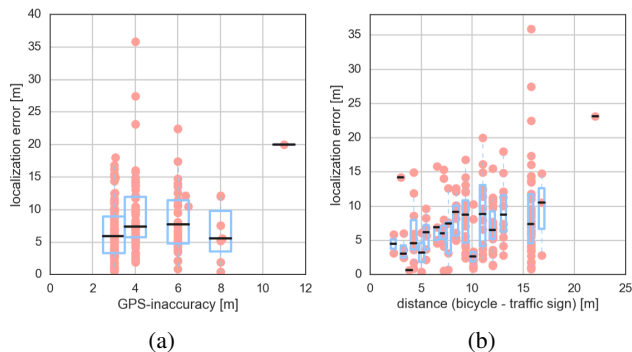 40
35
30
25
20
15
10
5
0
localization error [m]
0 2 4 6 8 10 12
GPS-inaccuracy [m]
(a)
40
35
30
25
20
15
10
5
0
localization error [m]
0 5 10 15 20 25
distance (bicycle - traffic sign) [m]
(b)